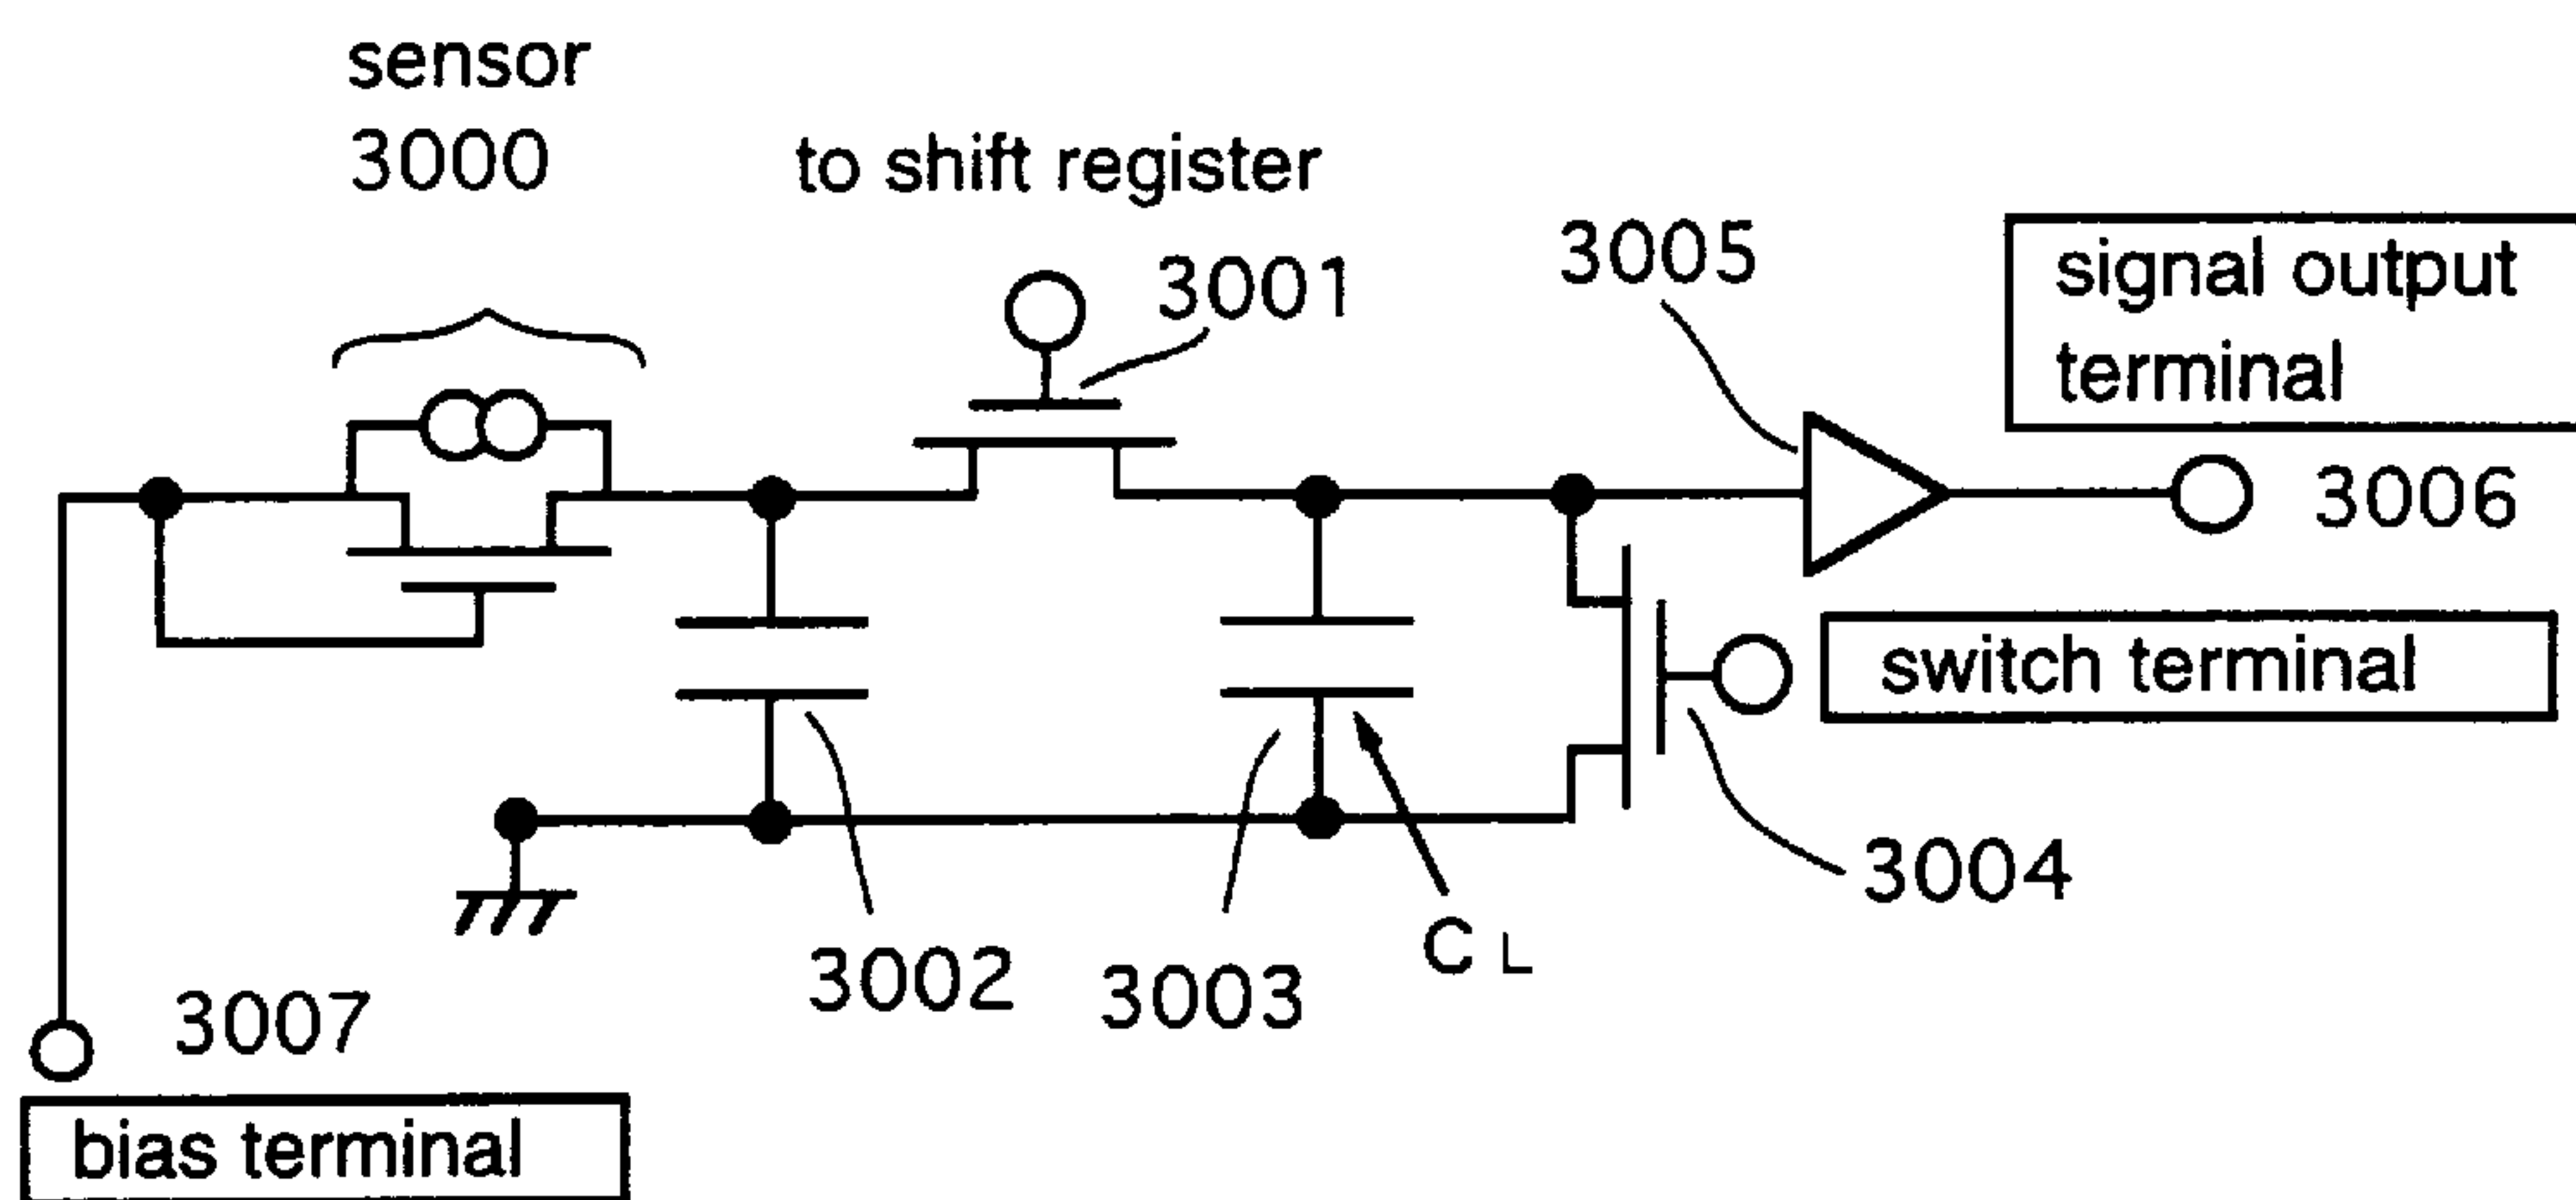 sensor
3000
to shift register
3001
3005
signal output
terminal
3006
switch terminal
3004
3002
3003
CL
3007
bias terminal